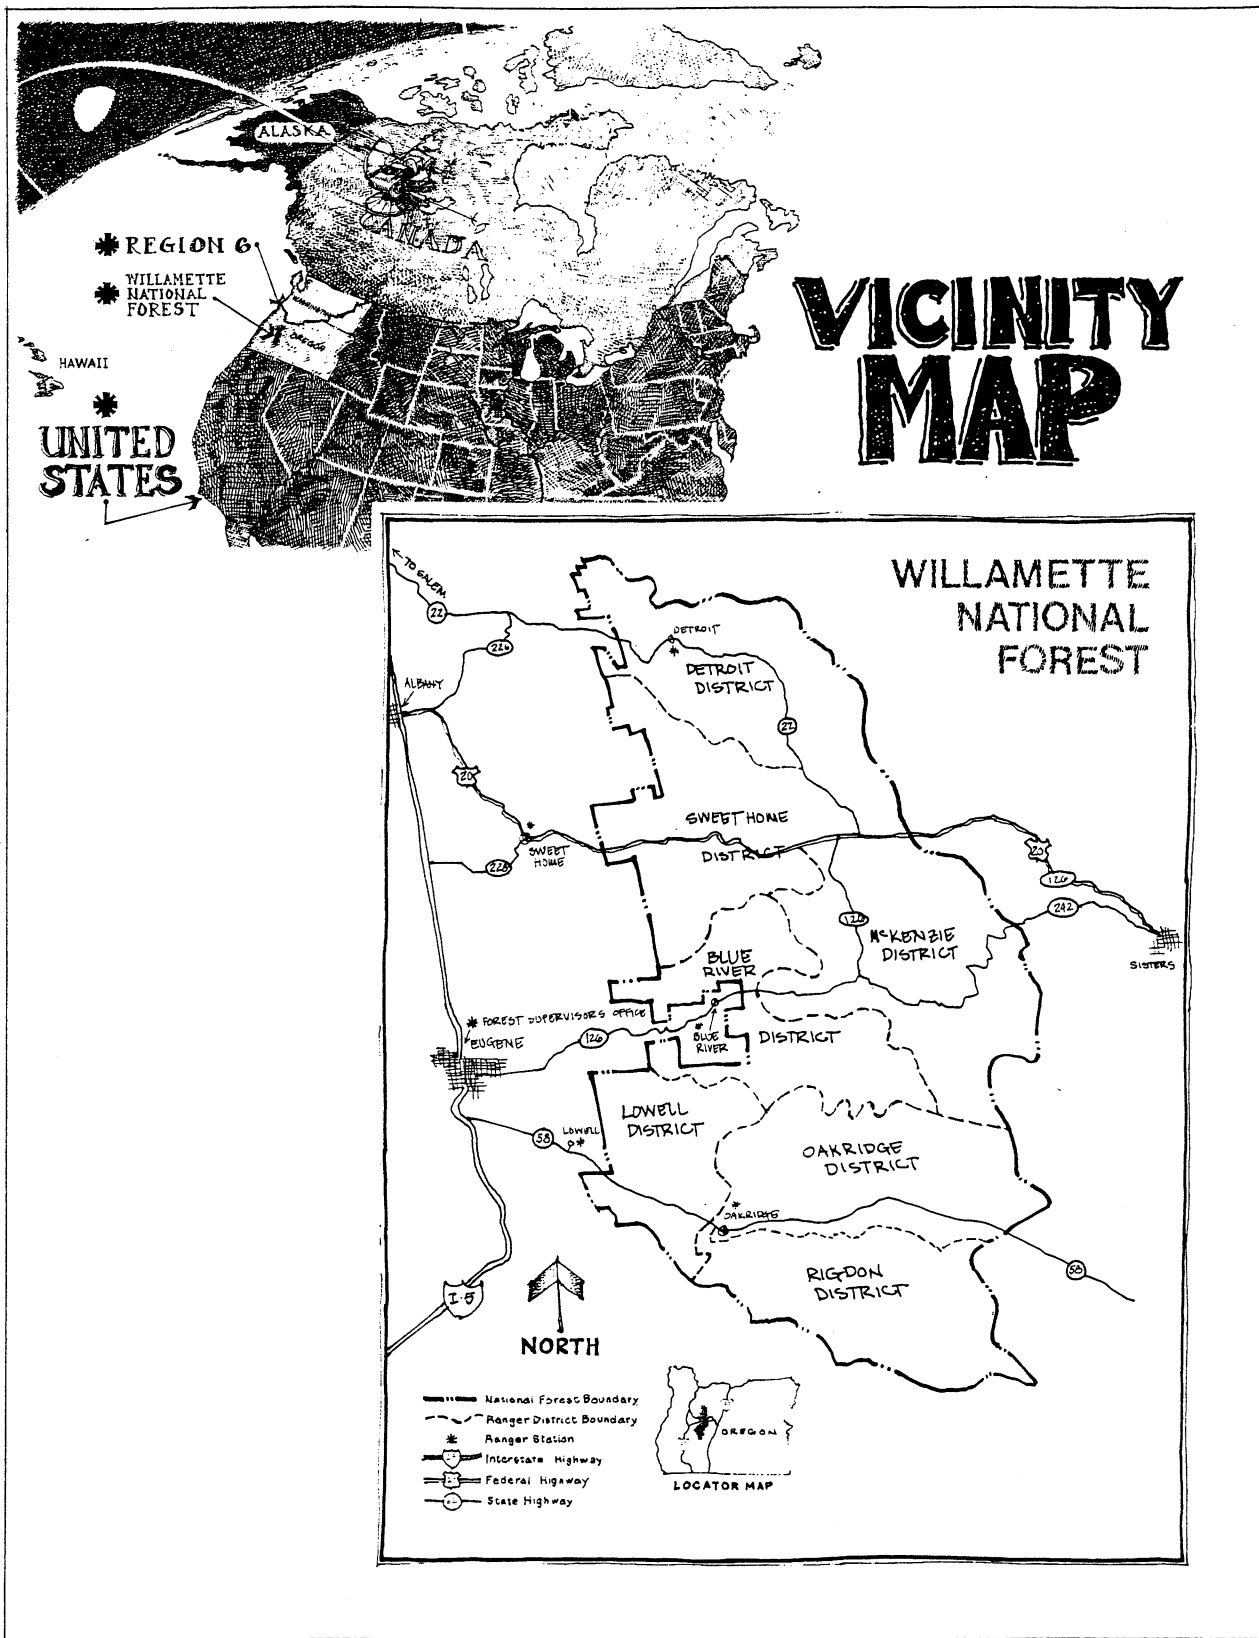 ALASKA
CANADA
REGION 6
WILLAMETTE
NATIONAL
FOREST
WASHINGTON
OREGON
HAWAII
UNITED
STATES
VICINITY
MAP
WILLAMETTE
NATIONAL
FOREST
TO SALEM
22
226
DETROIT
DETROIT
DISTRICT
ALBANY
22
20
SWEET HOME
DISTRICT
SWEET
HOME
228
20
126
242
126
McKENZIE
DISTRICT
SISTERS
BLUE
RIVER
FOREST SUPERVISORS OFFICE
EUGENE
126
BLUE
RIVER
DISTRICT
LOWELL
DISTRICT
58
LOWELL
OAKRIDGE
DISTRICT
OAKRIDGE
RIGDON
DISTRICT
58
I-5
NORTH
National Forest Boundary
Ranger District Boundary
Ranger Station
Interstate Highway
Federal Highway
State Highway
OREGON
LOCATOR MAP